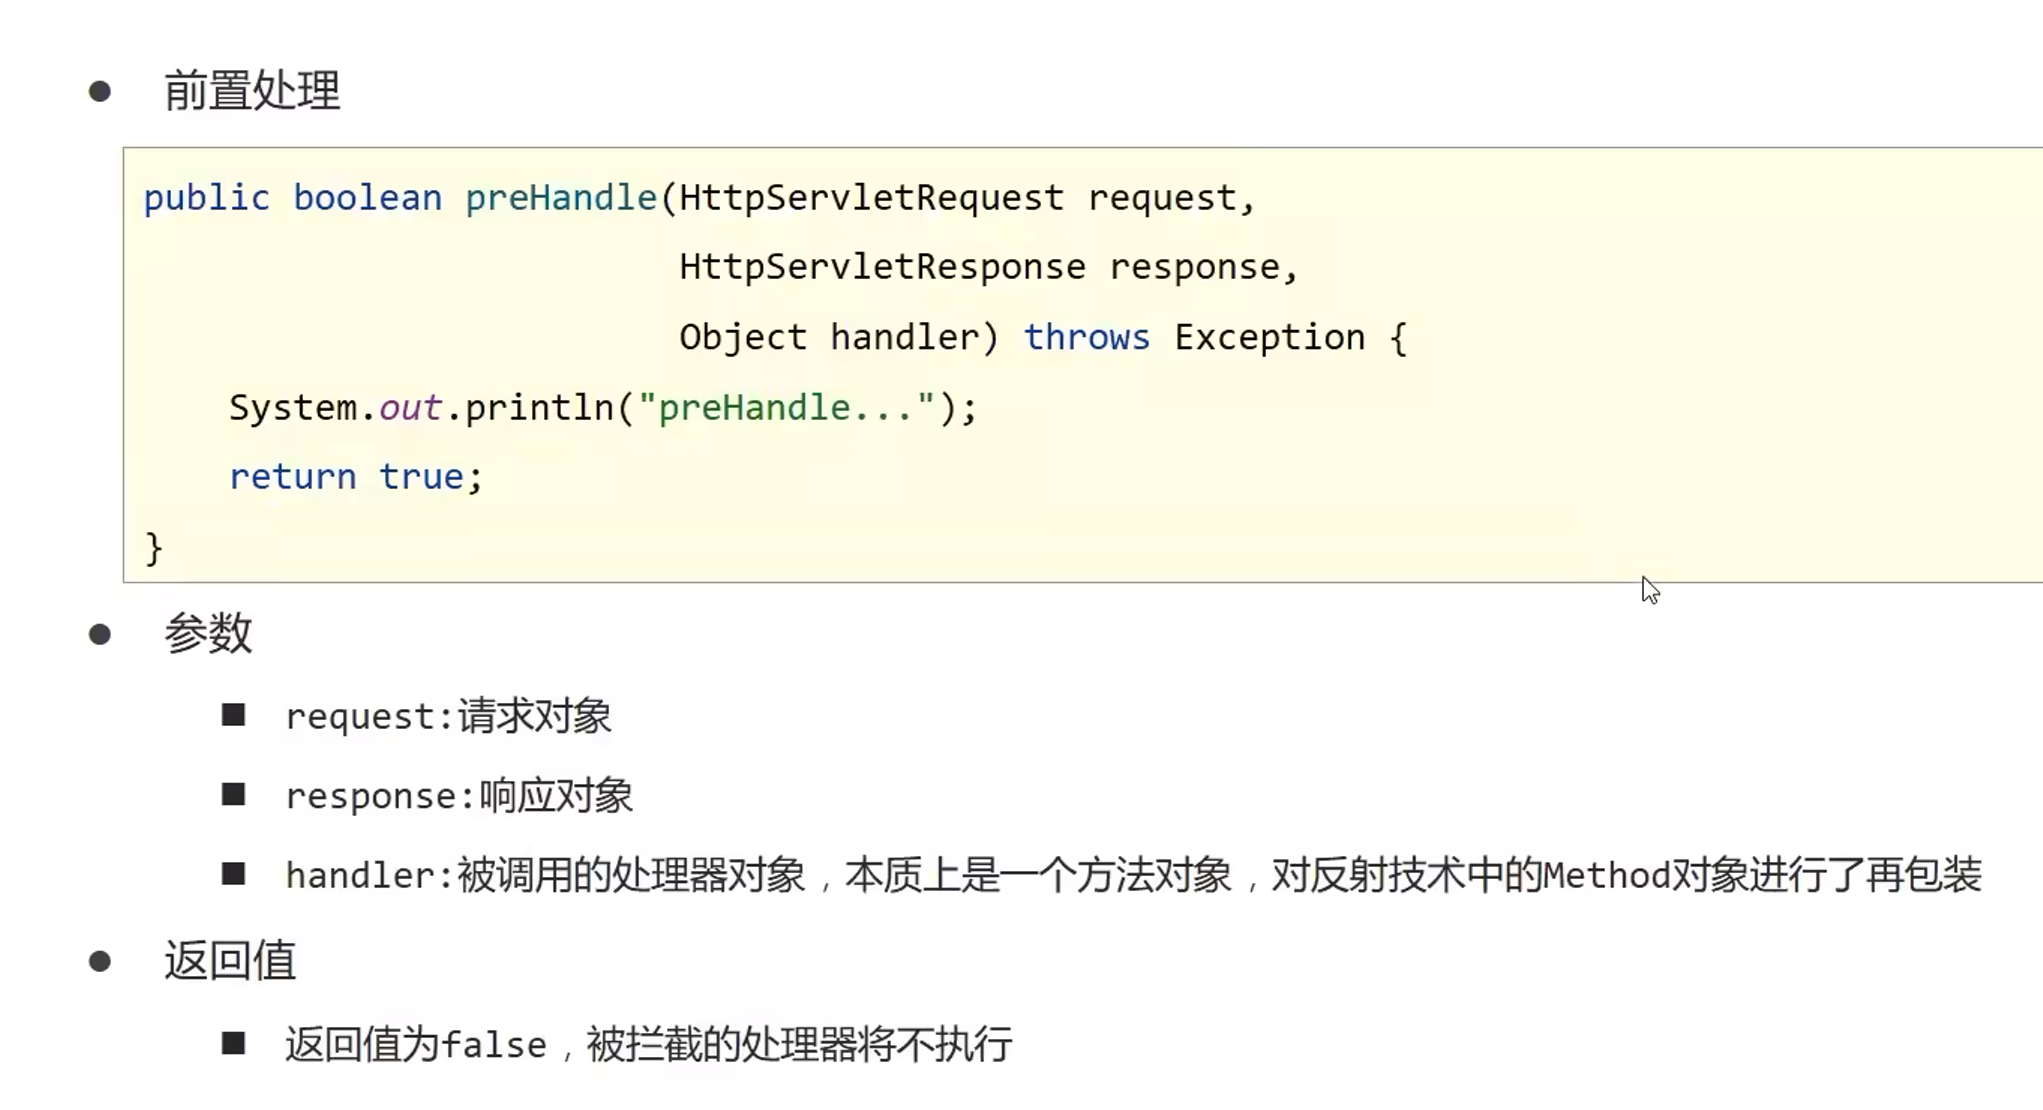 前置处理
public boolean preHandle(HttpServletRequest request,
HttpServletResponse response,
Object handler) throws Exception {
System.out.println("preHandle...");
return true;
}
参数
request:请求对象
response:响应对象
handler:被调用的处理器对象，本质上是一个方法对象，对反射技术中的Method对象进行了再包装
返回值
返回值为false，被拦截的处理器将不执行